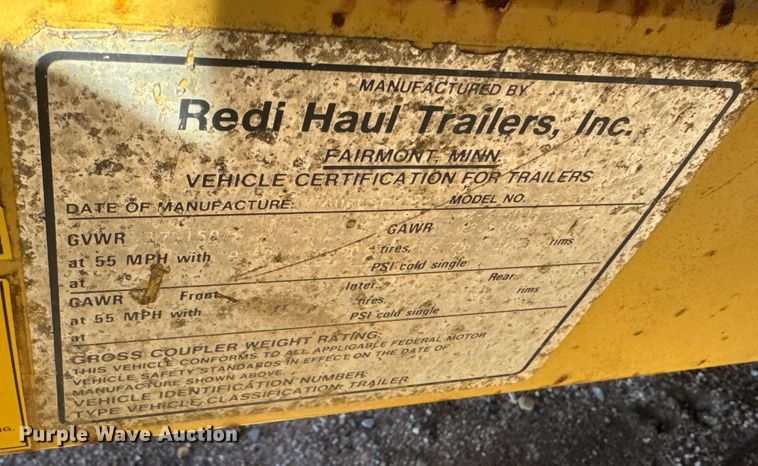 MANUFACTURED BY
Redi Haul Trailers, Inc.
FAIRMONT, MINN.
VEHICLE CERTIFICATION FOR TRAILERS
DATE OF MANUFACTURE: AUGUST MODEL NO.
GVWR GAWR
at 55 MPH with tires, rims
at PSI cold single
GAWR Front Inter. Rear
at 55 MPH with tires. rims
at PSI cold single
GROSS COUPLER WEIGHT RATING
THIS VEHICLE CONFORMS TO ALL APPLICABLE FEDERAL MOTOR
VEHICLE SAFETY STANDARDS IN EFFECT ON THE DATE OF
MANUFACTURE SHOWN ABOVE.
VEHICLE IDENTIFICATION NUMBER
TYPE VEHICLE CLASSIFICATION: TRAILER
Purple Wave Auction